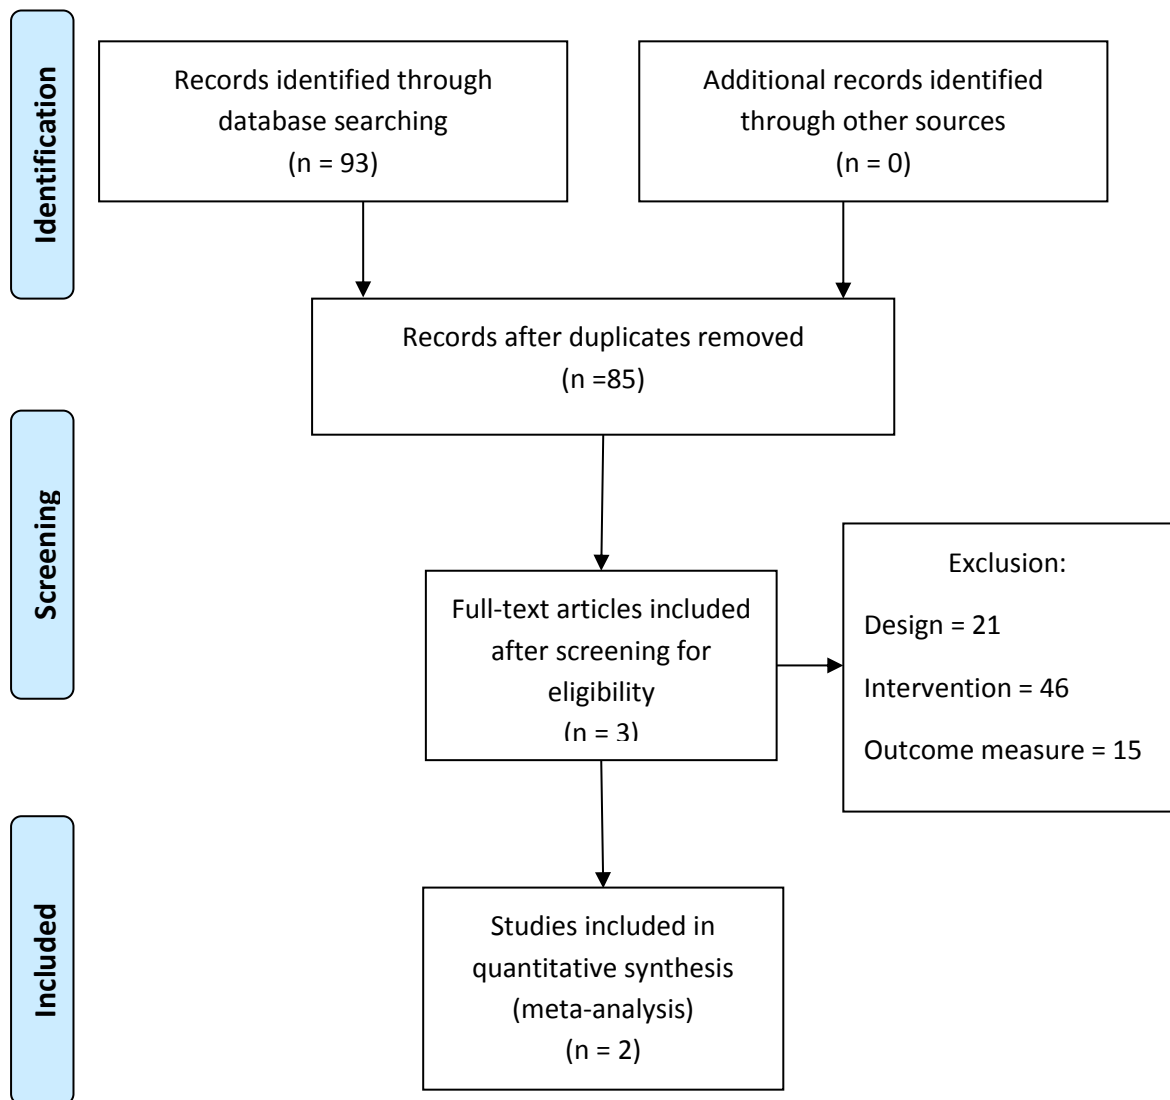 Identification
Records identified through
database searching
(n = 93)
Additional records identified
through other sources
(n = 0)
Records after duplicates removed
(n =85)
Screening
Full-text articles included
after screening for
eligibility
(n = 3)
Exclusion:
Design = 21
Intervention = 46
Outcome measure = 15
Included
Studies included in
quantitative synthesis
(meta-analysis)
(n = 2)